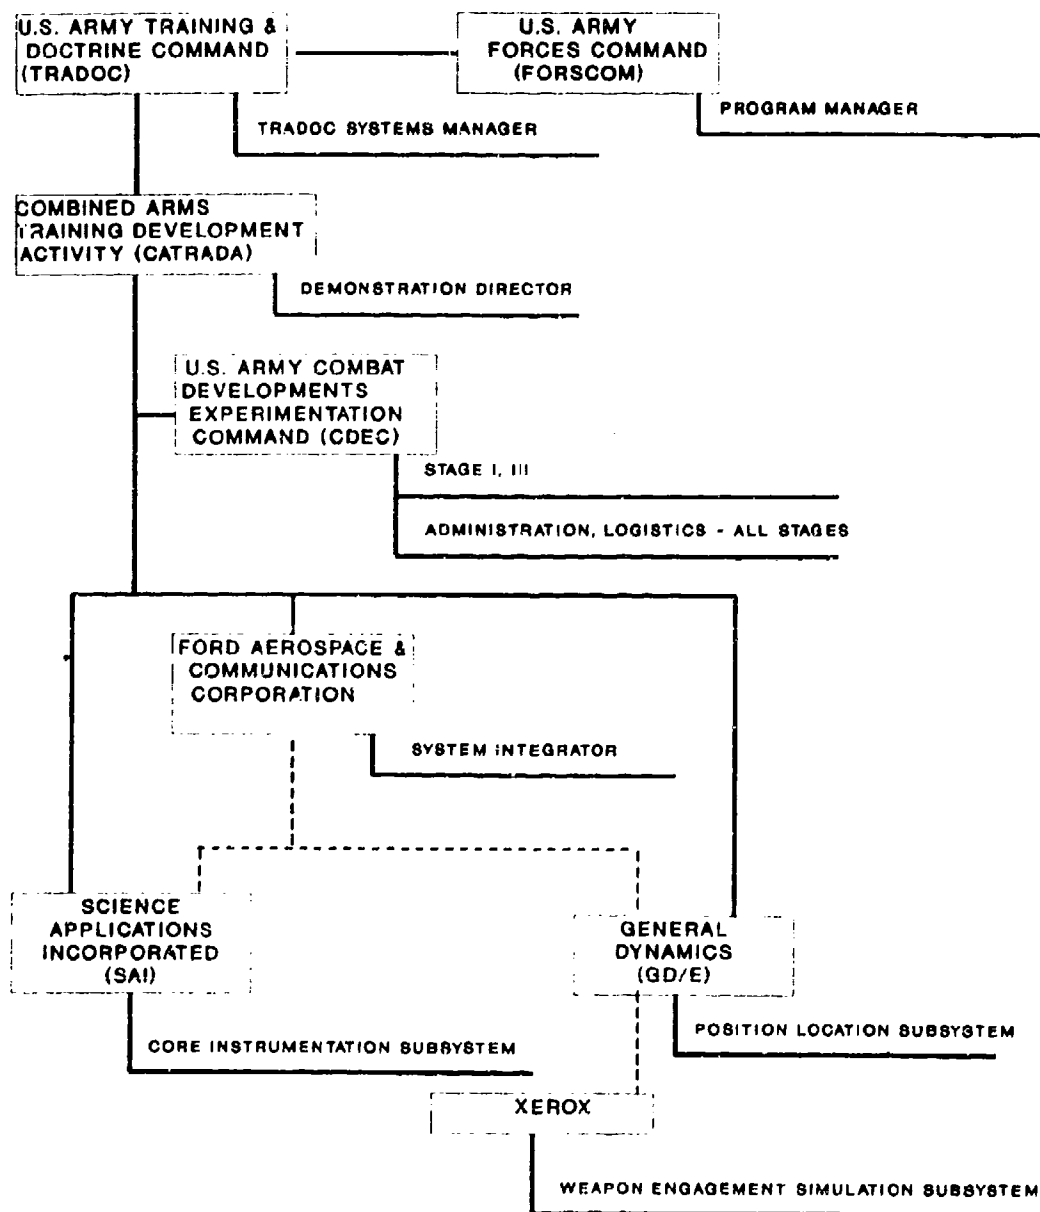 U.S. ARMY TRAINING &
DOCTRINE COMMAND
(TRADOC)
U.S. ARMY
FORCES COMMAND
(FORSCOM)
PROGRAM MANAGER
TRADOC SYSTEMS MANAGER
COMBINED ARMS
TRAINING DEVELOPMENT
ACTIVITY (CATRADA)
DEMONSTRATION DIRECTOR
U.S. ARMY COMBAT
DEVELOPMENTS
EXPERIMENTATION
COMMAND (CDEC)
STAGE I, III
ADMINISTRATION, LOGISTICS - ALL STAGES
FORD AEROSPACE &
COMMUNICATIONS
CORPORATION
SYSTEM INTEGRATOR
SCIENCE
APPLICATIONS
INCORPORATED
(SAI)
GENERAL
DYNAMICS
(GD/E)
POSITION LOCATION SUBSYSTEM
CORE INSTRUMENTATION SUBSYSTEM
XEROX
WEAPON ENGAGEMENT SIMULATION SUBSYSTEM